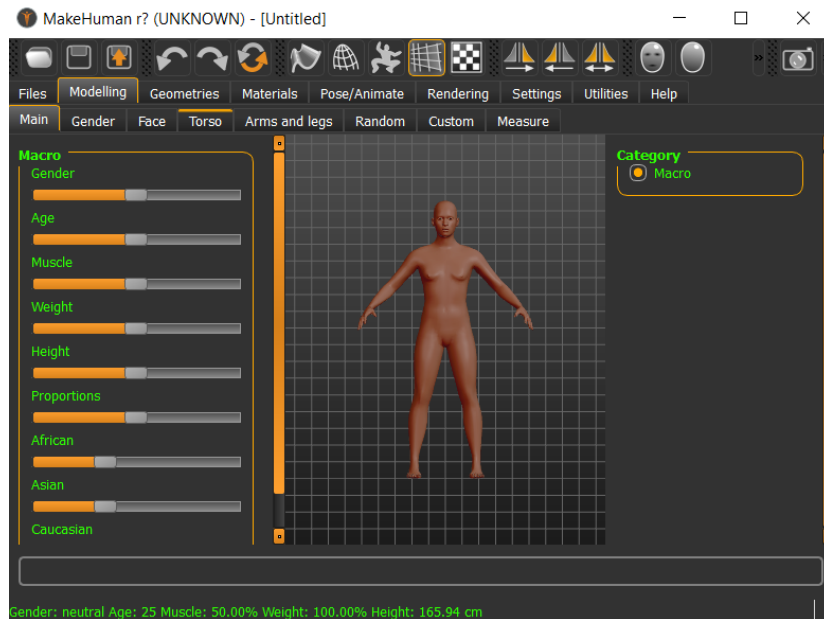 MakeHuman r? (UNKNOWN) - [Untitled]
Files Modelling Geometries Materials Pose/Animate Rendering Settings Utilities Help
Main Gender Face Torso Arms and legs Random Custom Measure
Macro
Gender
Age
Muscle
Weight
Height
Proportions
African
Asian
Caucasian
Category
Macro
Gender: neutral Age: 25 Muscle: 50.00% Weight: 100.00% Height: 165.94 cm